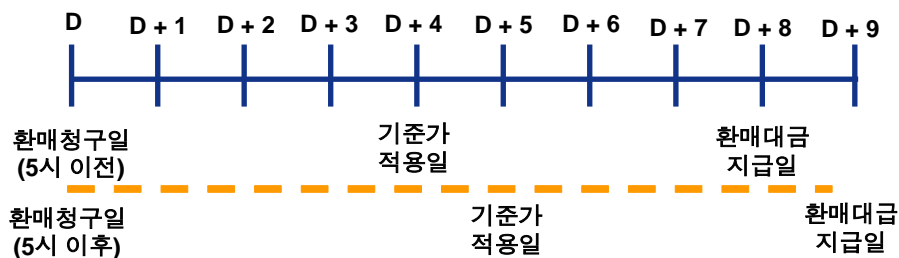 D D + 1 D + 2 D + 3 D + 4 D + 5 D + 6 D + 7 D + 8 D + 9
환매청구일 기준가 환매대금
(5시 이전) 적용일 지급일
환매청구일 기준가 환매대급
(5시 이후) 적용일 지급일